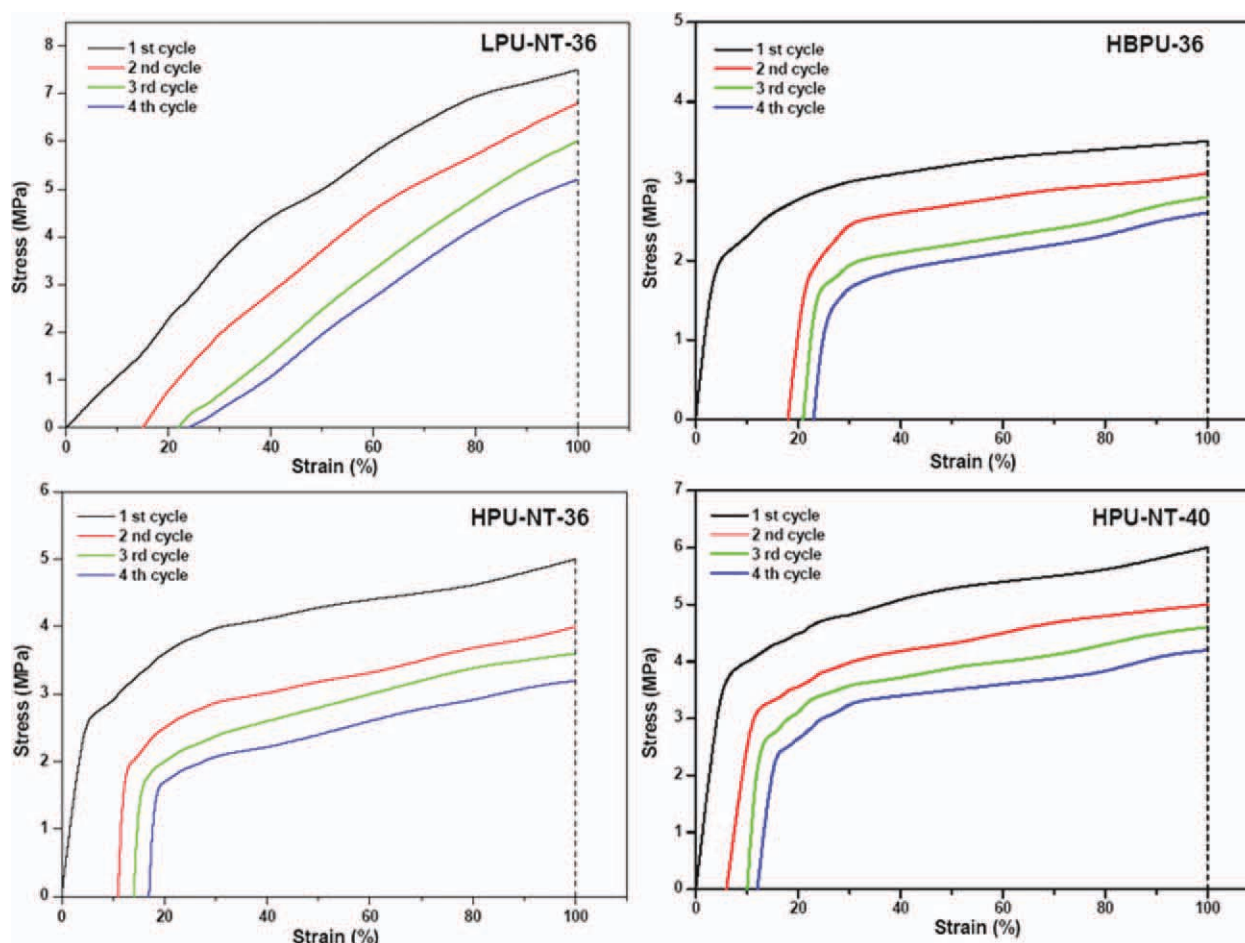 LPU-NT-36
1 st cycle
2 nd cycle
3 rd cycle
4 th cycle
Stress (MPa)
8
7
6
5
4
3
2
1
0
0 20 40 60 80 100
Strain (%)
HBPU-36
1 st cycle
2 nd cycle
3 rd cycle
4 th cycle
Stress (MPa)
5
4
3
2
1
0
0 20 40 60 80 100
Strain (%)
HPU-NT-36
1 st cycle
2 nd cycle
3 rd cycle
4 th cycle
Stress (MPa)
6
5
4
3
2
1
0
0 20 40 60 80 100
Strain (%)
HPU-NT-40
1 st cycle
2 nd cycle
3 rd cycle
4 th cycle
Stress (MPa)
7
6
5
4
3
2
1
0
0 20 40 60 80 100
Strain (%)